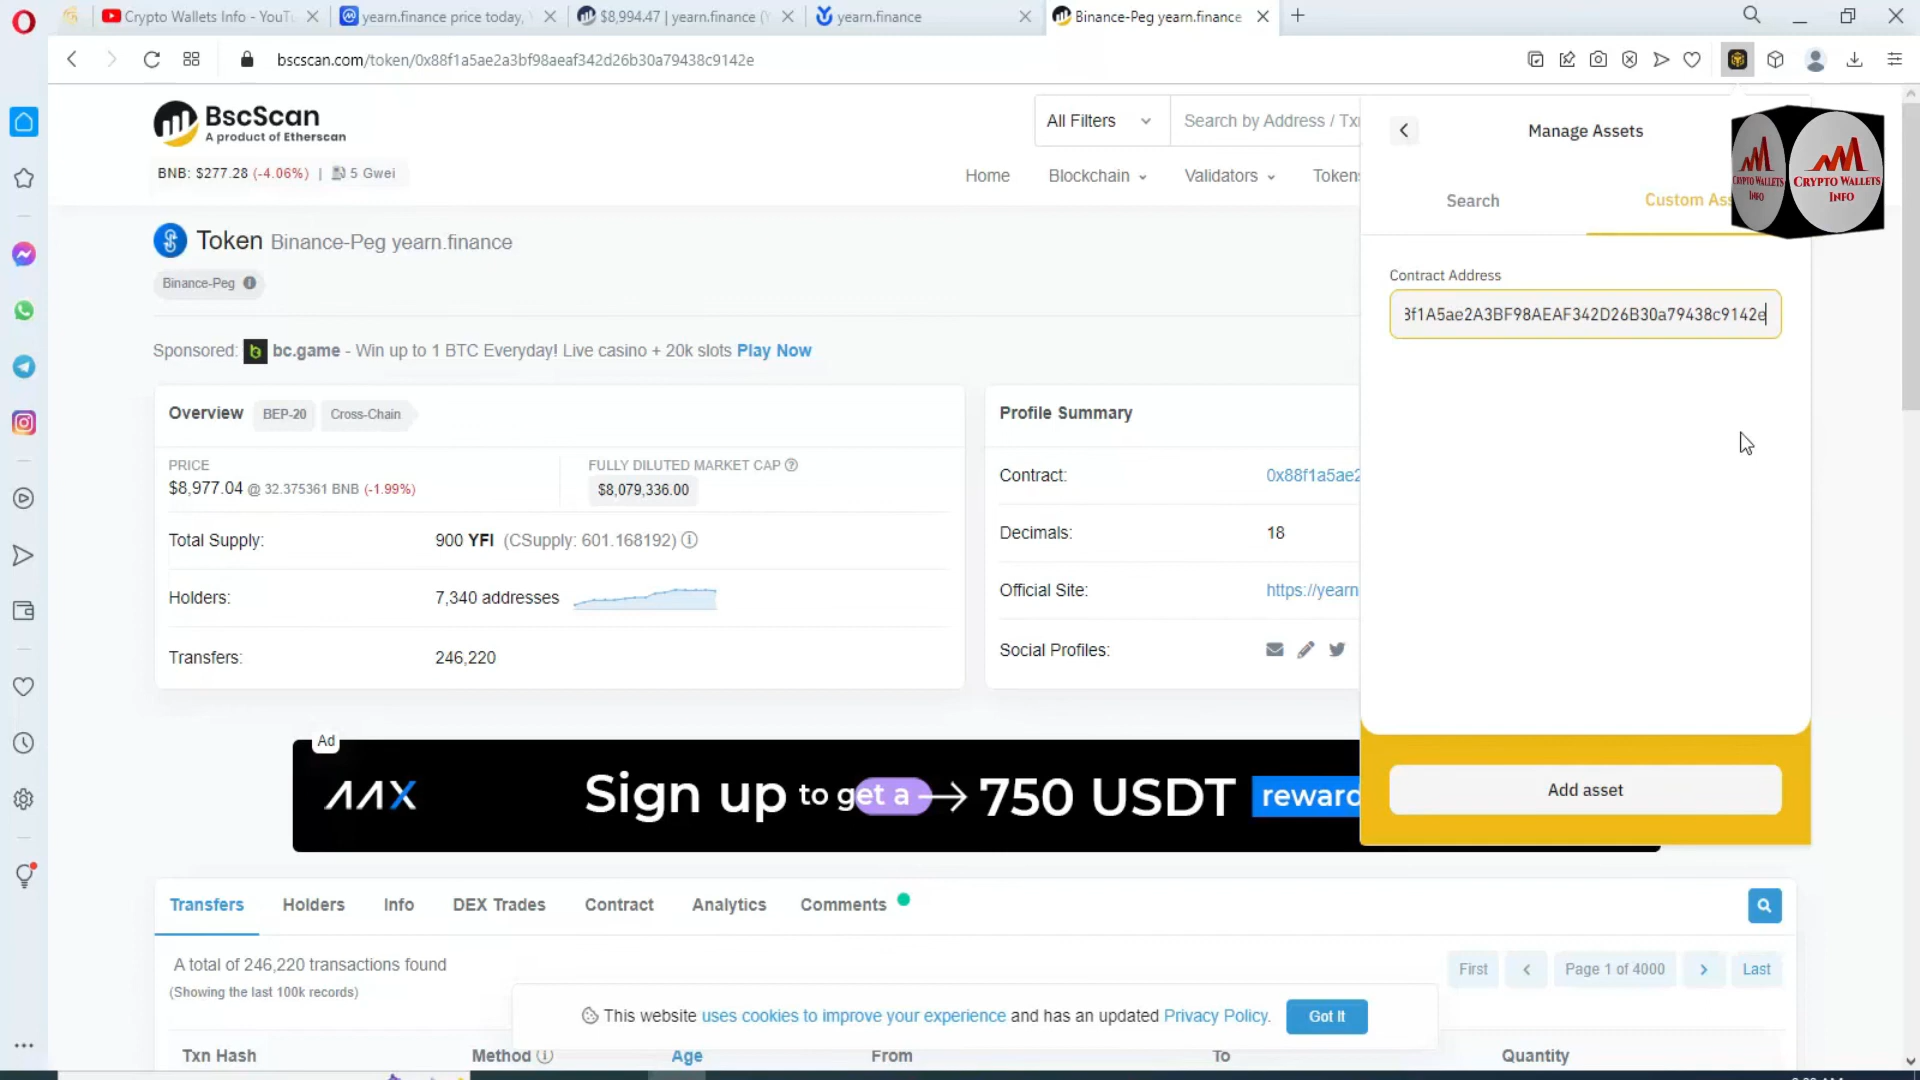 Crypto Wallets Info - YouTu
yearn.finance price today,
$8,994.47 | yearn.finance (Y
yearn.finance
Binance-Peg yearn.finance
bscscan.com/token/0x88f1a5ae2a3bf98aeaf342d26b30a79438c9142e
BscScan
A product of Etherscan
BNB: $277.28 (-4.06%) | 5 Gwei
All Filters
Search by Address / Txn
Home
Blockchain
Validators
Tokens
Token Binance-Peg yearn.finance
Binance-Peg
Sponsored: bc.game - Win up to 1 BTC Everyday! Live casino + 20k slots Play Now
Overview BEP-20 Cross-Chain
PRICE
$8,977.04 @ 32.375361 BNB (-1.99%)
FULLY DILUTED MARKET CAP
$8,079,336.00
Total Supply: 900 YFI (CSupply: 601.168192)
Holders: 7,340 addresses
Transfers: 246,220
Profile Summary
Contract: 0x88f1a5ae2
Decimals: 18
Official Site: https://yearn
Social Profiles:
Manage Assets
Search
Custom Ass
CRYPTO WALLETS
INFO
CRYPTO WALLETS
INFO
Contract Address
3f1A5ae2A3BF98AEAF342D26B30a79438c9142e
Add asset
Ad
AAX
Sign up to get a → 750 USDT reward
Transfers
Holders
Info
DEX Trades
Contract
Analytics
Comments
A total of 246,220 transactions found
(Showing the last 100k records)
First
Page 1 of 4000
Last
This website uses cookies to improve your experience and has an updated Privacy Policy.
Got It
Txn Hash
Method
Age
From
To
Quantity